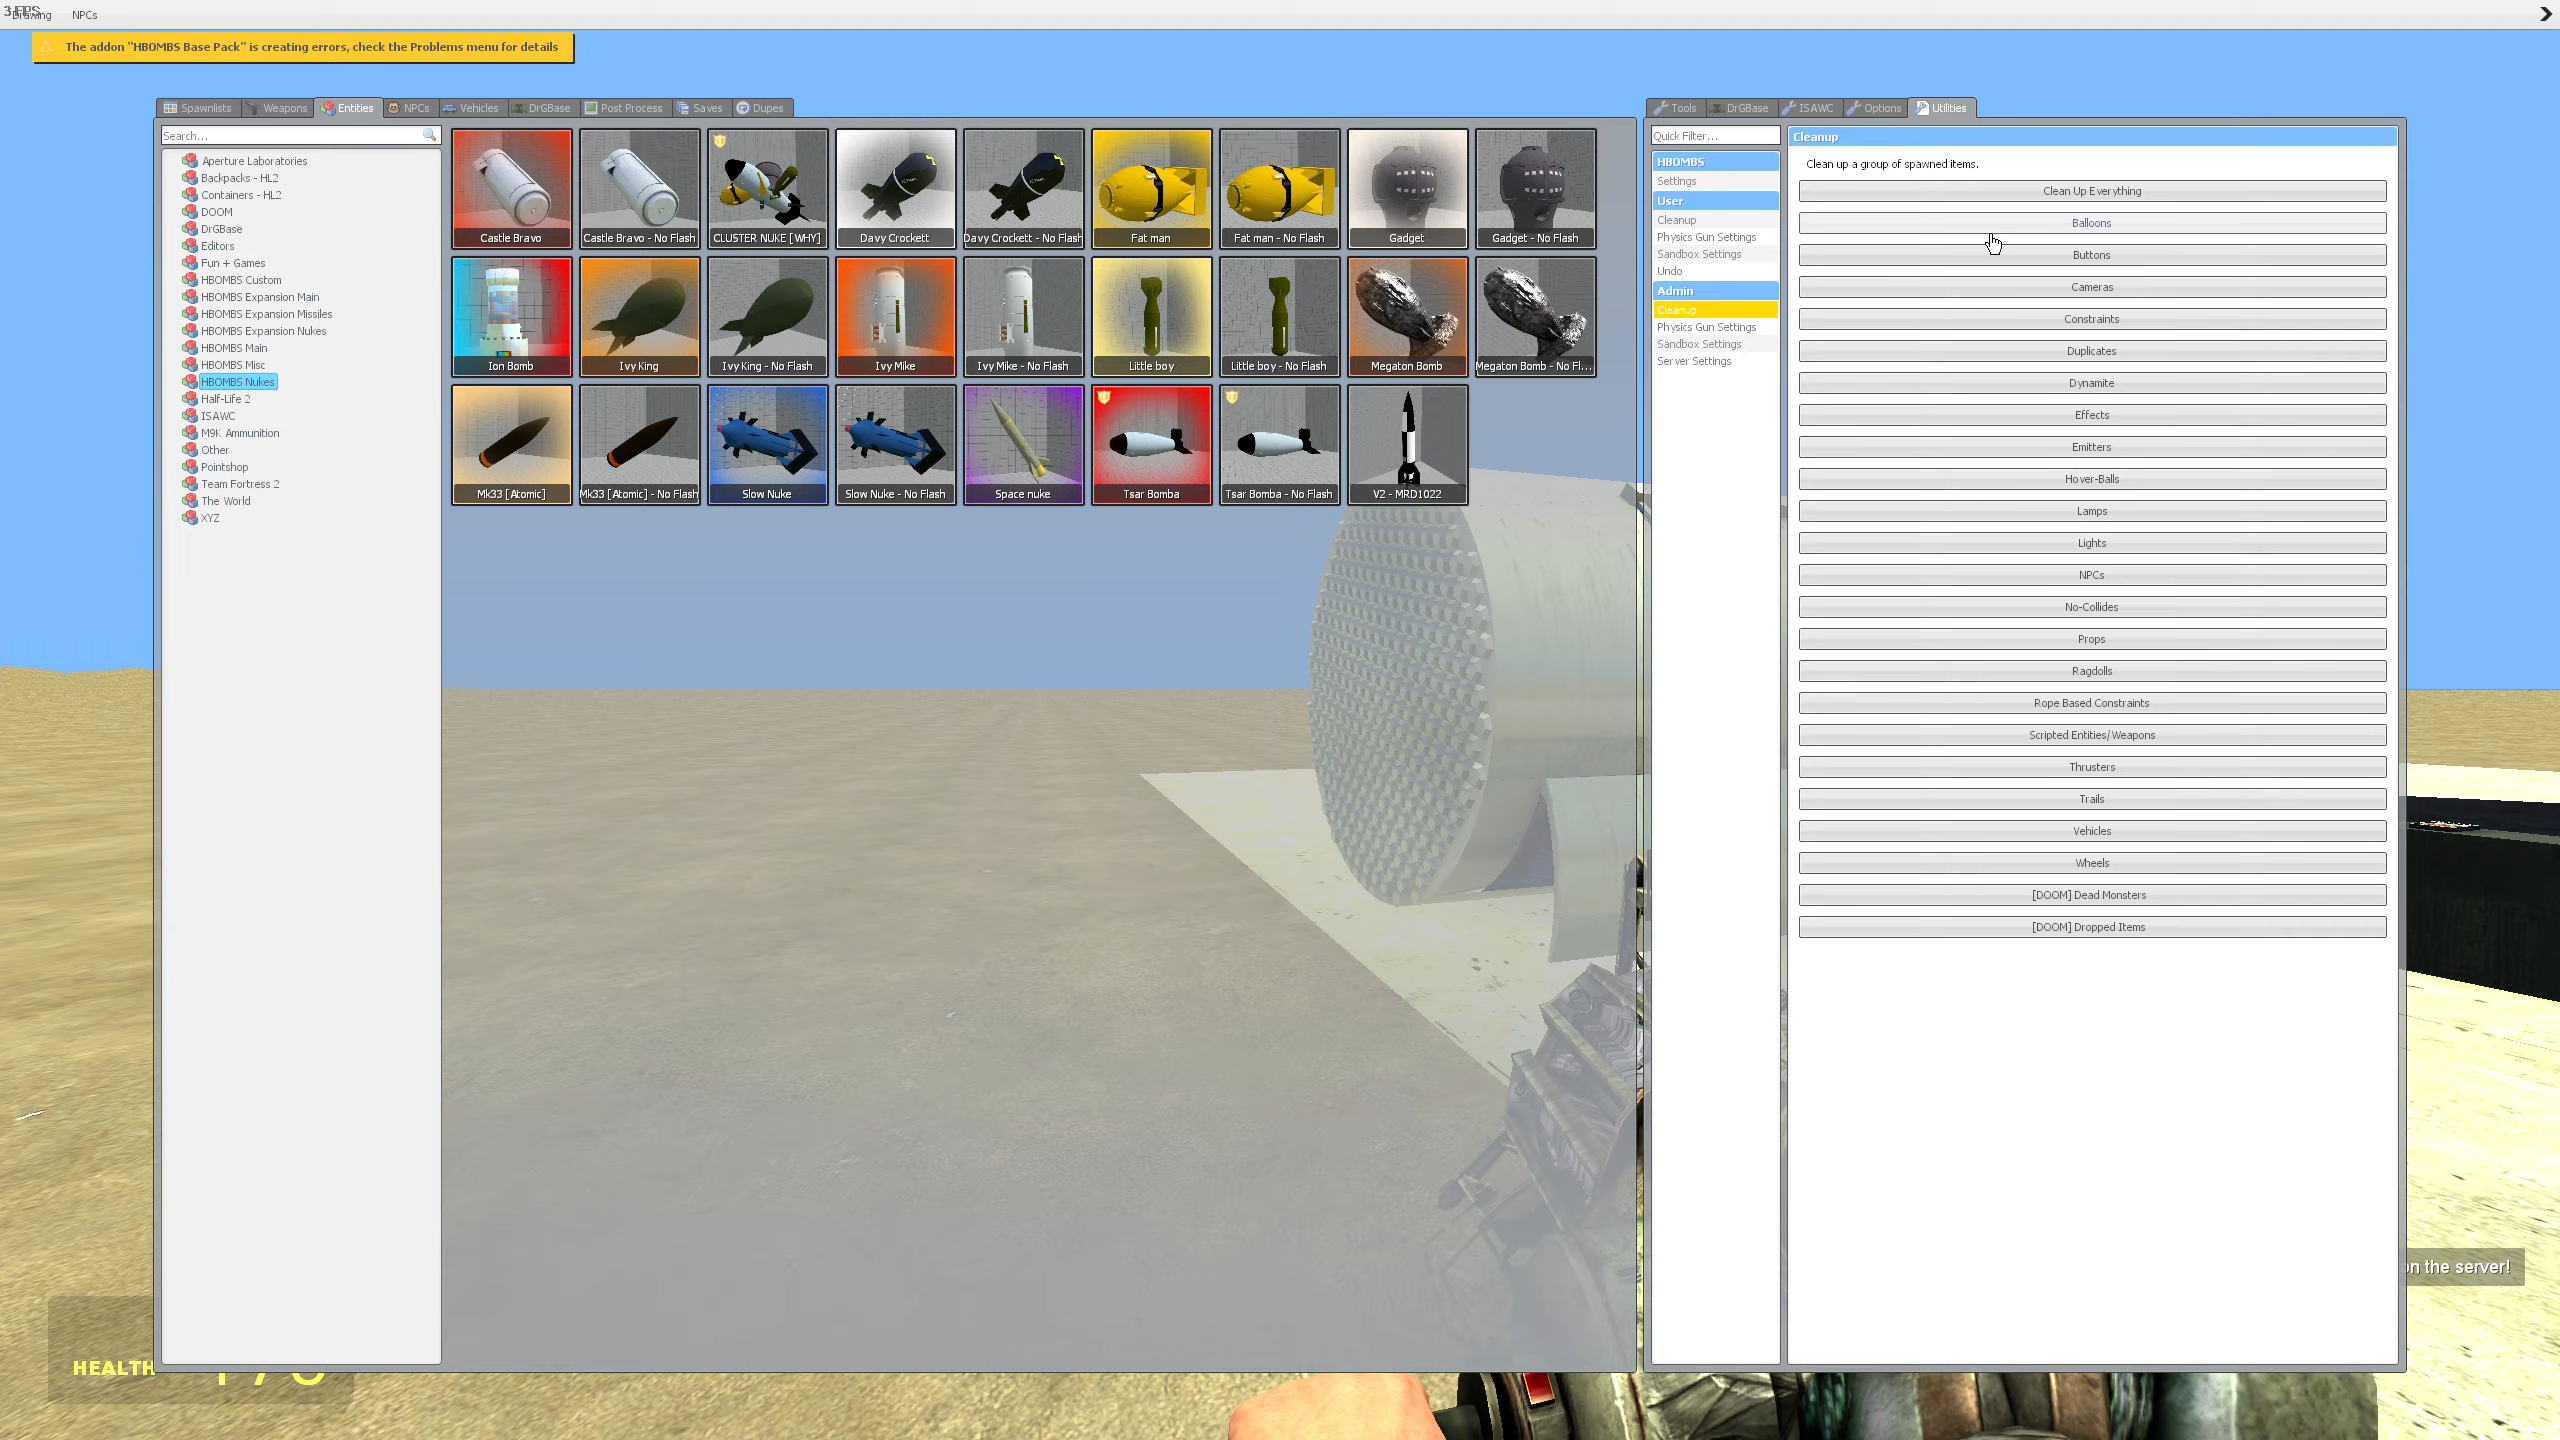 3 FPS
Drawing NPCs
The addon "HBOMBS Base Pack" is creating errors, check the Problems menu for details
Spawnlists Weapons Entities NPCs Vehicles DrGBase Post Process Saves Dupes
Search...
Aperture Laboratories
Backpacks - HL2
Containers - HL2
DOOM
DrGBase
Editors
Fun + Games
HBOMBS Custom
HBOMBS Expansion Main
HBOMBS Expansion Missiles
HBOMBS Expansion Nukes
HBOMBS Main
HBOMBS Misc
HBOMBS Nukes
Half-Life 2
ISAWC
M9K Ammunition
Other
Pointshop
Team Fortress 2
The World
XYZ
Castle Bravo
Castle Bravo - No Flash
CLUSTER NUKE [WHY]
Davy Crockett
Davy Crockett - No Flash
Fat man
Fat man - No Flash
Gadget
Gadget - No Flash
Ion Bomb
Ivy King
Ivy King - No Flash
Ivy Mike
Ivy Mike - No Flash
Little boy
Little boy - No Flash
Megaton Bomb
Megaton Bomb - No Fl...
Mk33 [Atomic]
Mk33 [Atomic] - No Flash
Slow Nuke
Slow Nuke - No Flash
Space nuke
Tsar Bomba
Tsar Bomba - No Flash
V2 - MRD1022
Tools DrGBase ISAWC Options Utilities
Quick Filter...
HBOMBS
Settings
User
Cleanup
Physics Gun Settings
Sandbox Settings
Undo
Admin
Cleanup
Physics Gun Settings
Sandbox Settings
Server Settings
Cleanup
Clean up a group of spawned items.
Clean Up Everything
Balloons
Buttons
Cameras
Constraints
Duplicates
Dynamite
Effects
Emitters
Hover-Balls
Lamps
Lights
NPCs
No-Collides
Props
Ragdolls
Rope Based Constraints
Scripted Entities/Weapons
Thrusters
Trails
Vehicles
Wheels
[DOOM] Dead Monsters
[DOOM] Dropped Items
on the server!
HEALTH